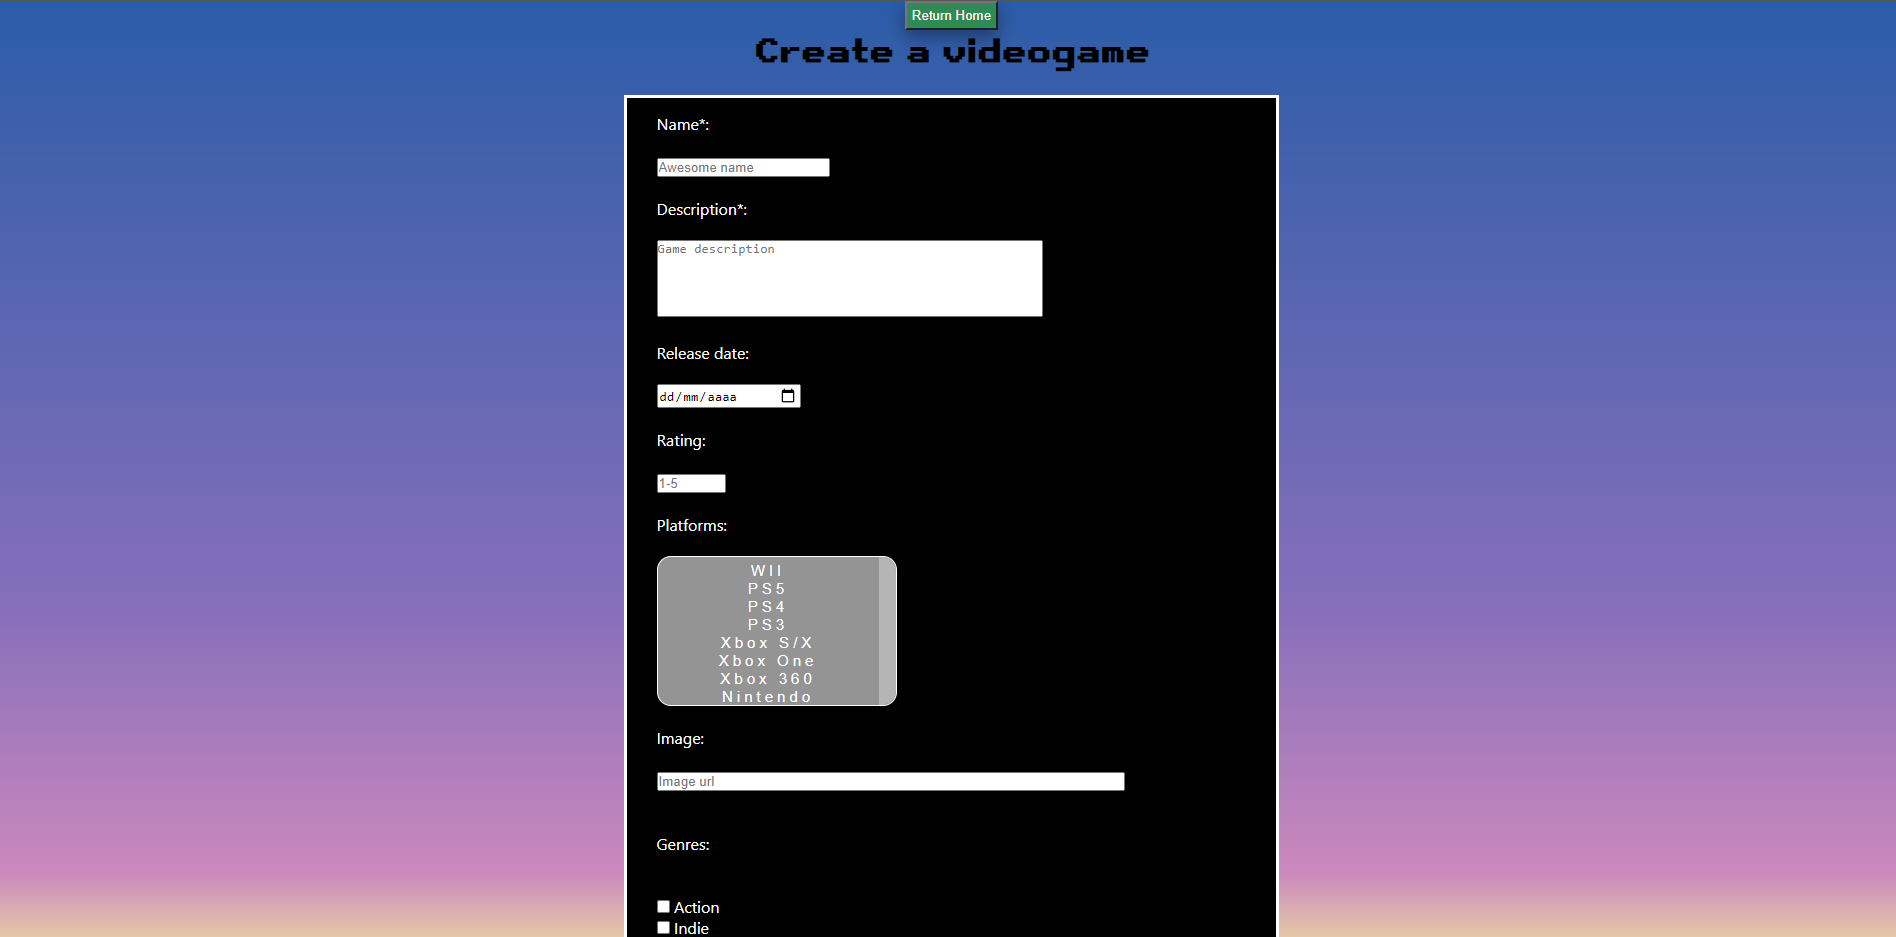 Return Home
Create a videogame
Name*:
Awesome name
Description*:
Game description
Release date:
dd/mm/aaaa
Rating:
1-5
Platforms:
WII
PS5
PS4
PS3
Xbox S/X
Xbox One
Xbox 360
Nintendo
Image:
Image url
Genres:
Action
Indie